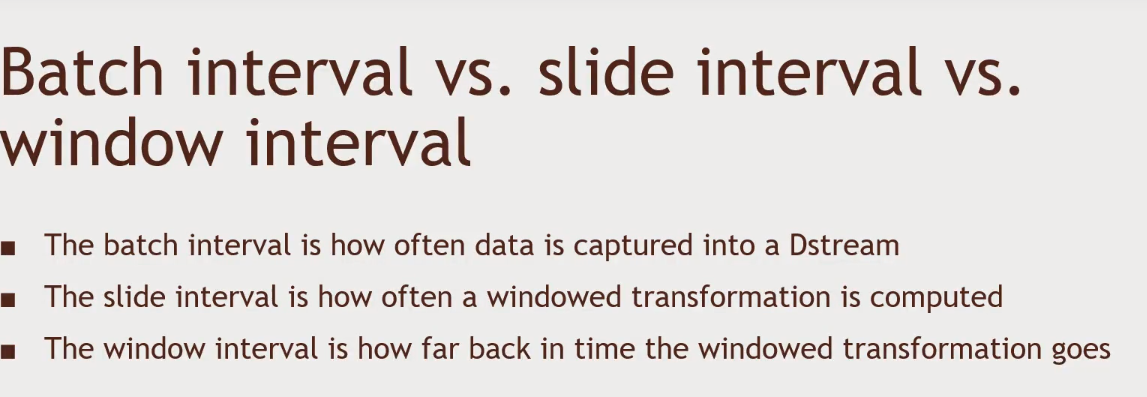 Batch interval vs. slide interval vs.
window interval
▪ The batch interval is how often data is captured into a Dstream
▪ The slide interval is how often a windowed transformation is computed
▪ The window interval is how far back in time the windowed transformation goes